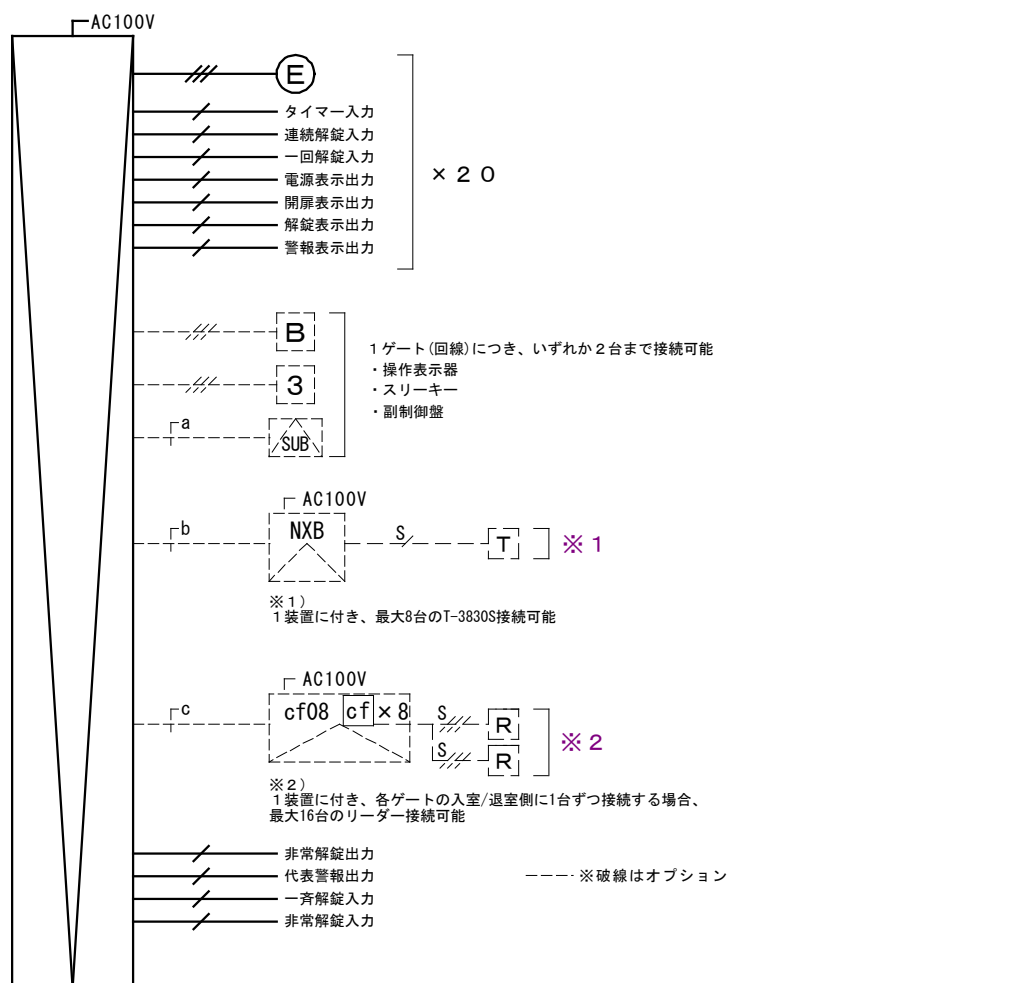 AC100V
E
タイマー入力
連続解錠入力
一回解錠入力
電源表示出力
開扉表示出力
解錠表示出力
警報表示出力
×２０
B
3
a
SUB
１ゲート(回線)につき、いずれか２台まで接続可能
・操作表示器
・スリーキー
・副制御盤
AC100V
b
NXB
S
T
※１
※１)
１装置に付き、最大8台のT-3830S接続可能
AC100V
c
cf08 cf ×8
S
R
S
R
※２
※２)
１装置に付き、各ゲートの入室/退室側に1台ずつ接続する場合、
最大16台のリーダー接続可能
非常解錠出力
代表警報出力
一斉解錠入力
非常解錠入力
※破線はオプション